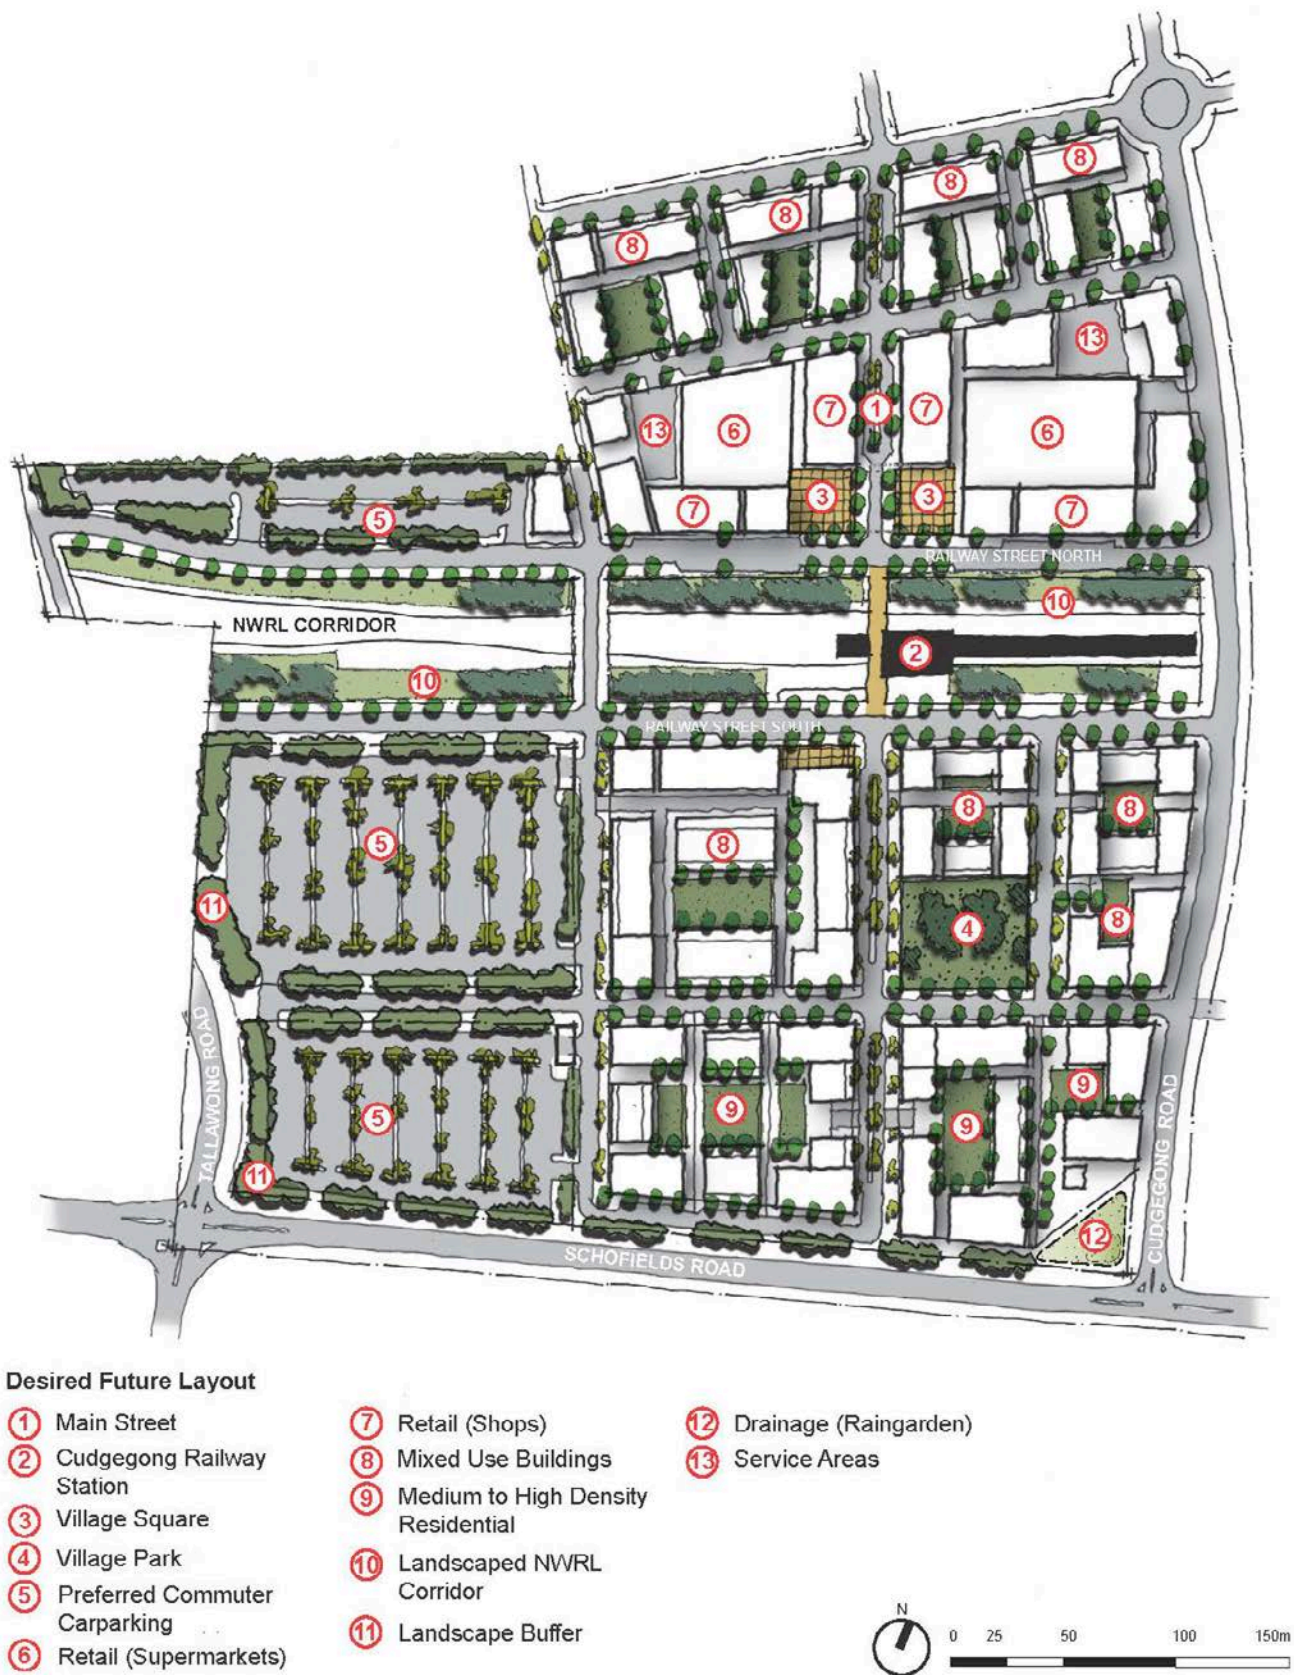 8
8
8
8
13
7
1
7
13
6
6
3
3
7
7
5
RAILWAY STREET NORTH
10
NWRL CORRIDOR
2
10
RAILWAY STREET SOUTH
8
8
5
8
11
4
8
TALLAWONG ROAD
9
9
5
9
CUDGEGONG ROAD
11
12
SCHOFIELDS ROAD
Desired Future Layout
1 Main Street
2 Cudgegong Railway
Station
3 Village Square
4 Village Park
5 Preferred Commuter
Carparking
6 Retail (Supermarkets)
7 Retail (Shops)
8 Mixed Use Buildings
9 Medium to High Density
Residential
10 Landscaped NWRL
Corridor
11 Landscape Buffer
12 Drainage (Raingarden)
13 Service Areas
N
0 25 50 100 150m